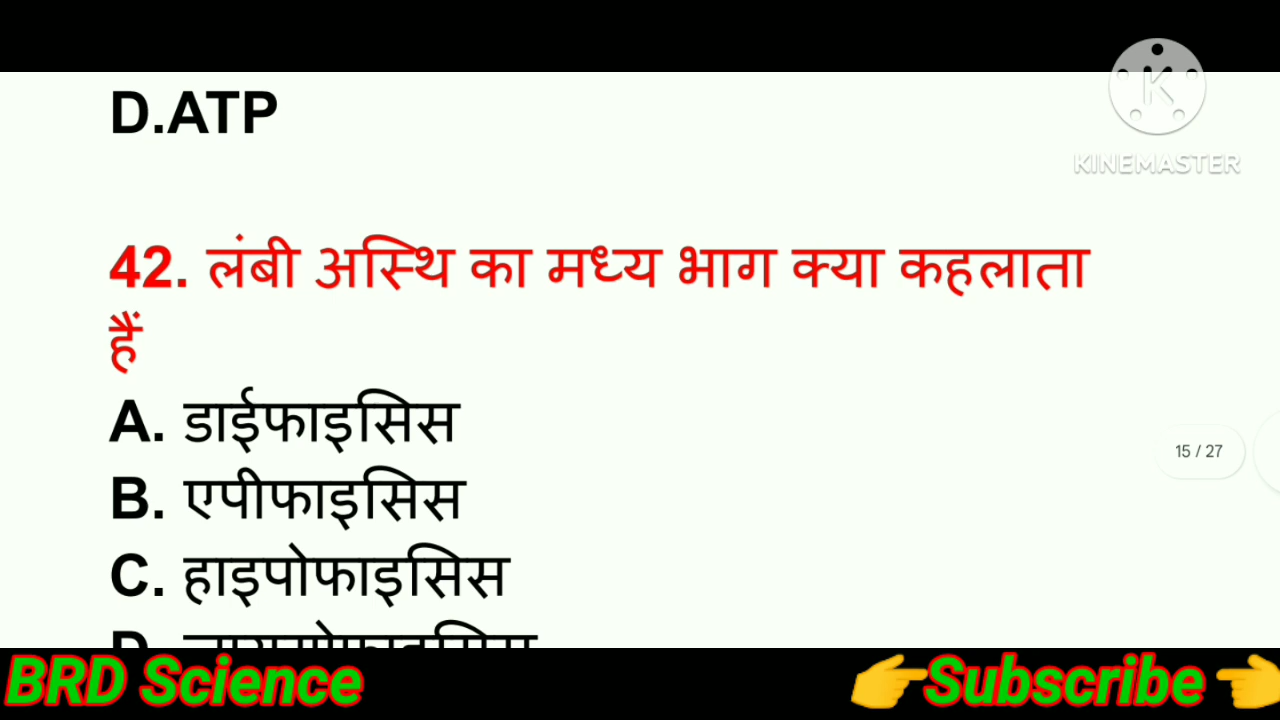 D.ATP
KINEMASTER
42. लंबी अस्थि का मध्य भाग क्या कहलाता
हैं
A. डाईफाइसिस
15 / 27
B. एपीफाइसिस
C. हाइपोफाइसिस
D.
BRD Science
Subscribe